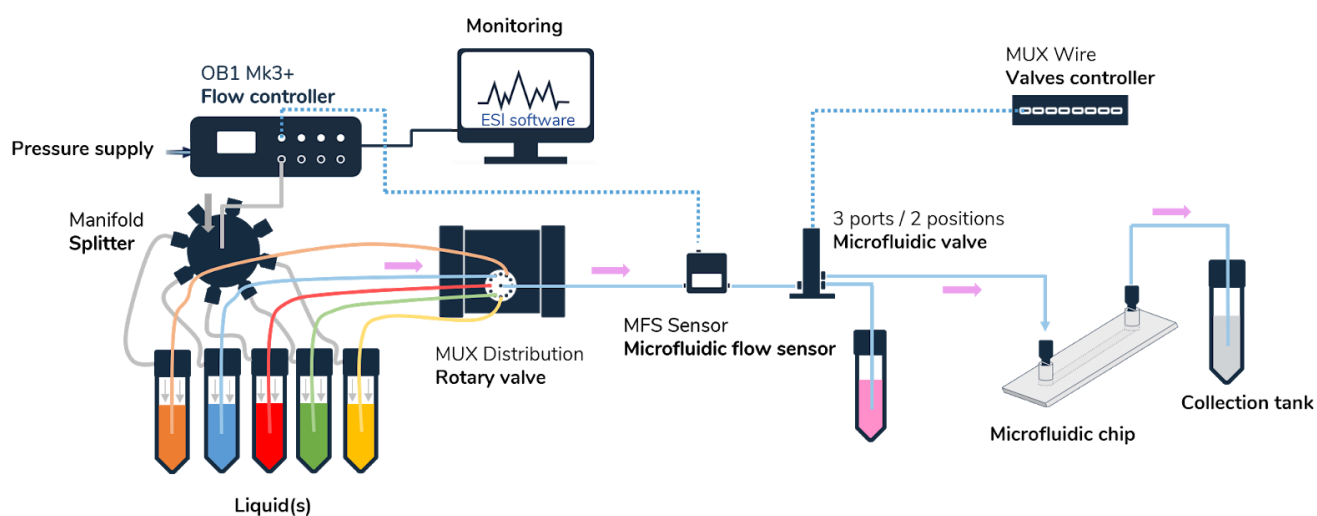 Monitoring
OB1 Mk3+
Flow controller
ESI software
MUX Wire
Valves controller
Pressure supply
Manifold
Splitter
3 ports / 2 positions
Microfluidic valve
MFS Sensor
Microfluidic flow sensor
MUX Distribution
Rotary valve
Collection tank
Microfluidic chip
Liquid(s)